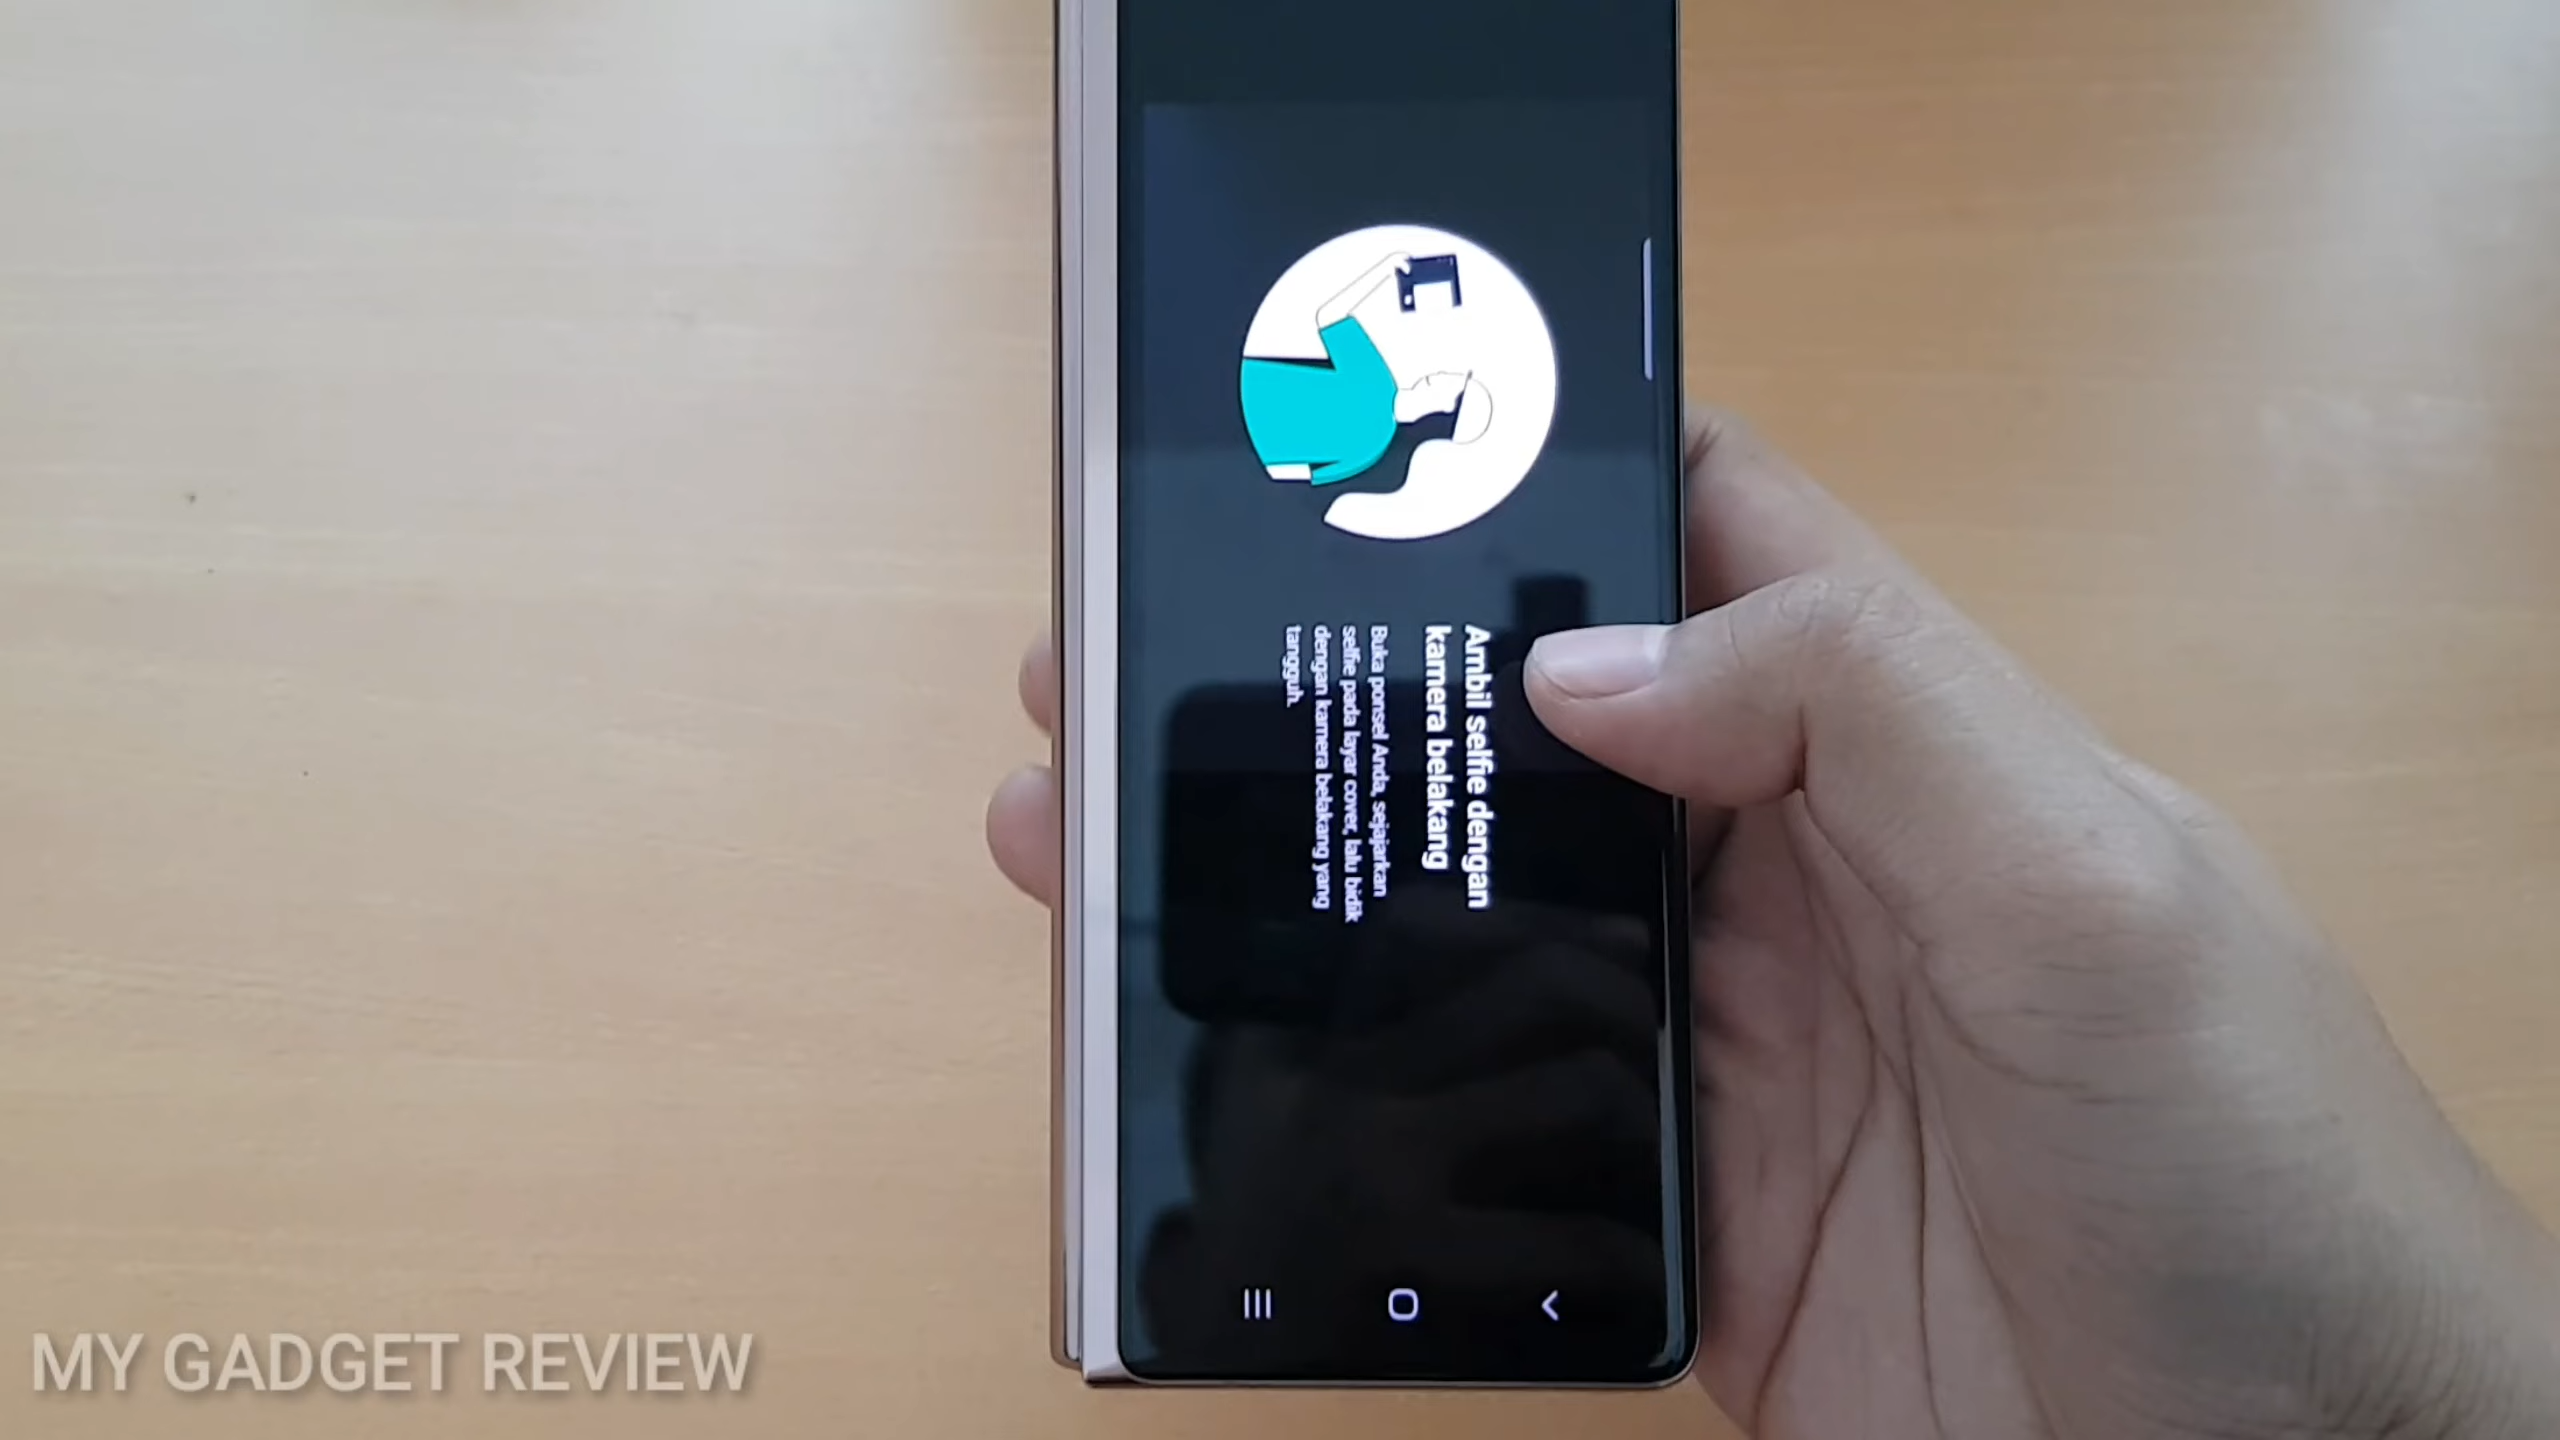 Ambil selfie dengan
kamera belakang
Buka ponsel Anda, sejajarkan
selfie pada layar cover, lalu bidik
dengan kamera belakang yang
tangguh.
MY GADGET REVIEW